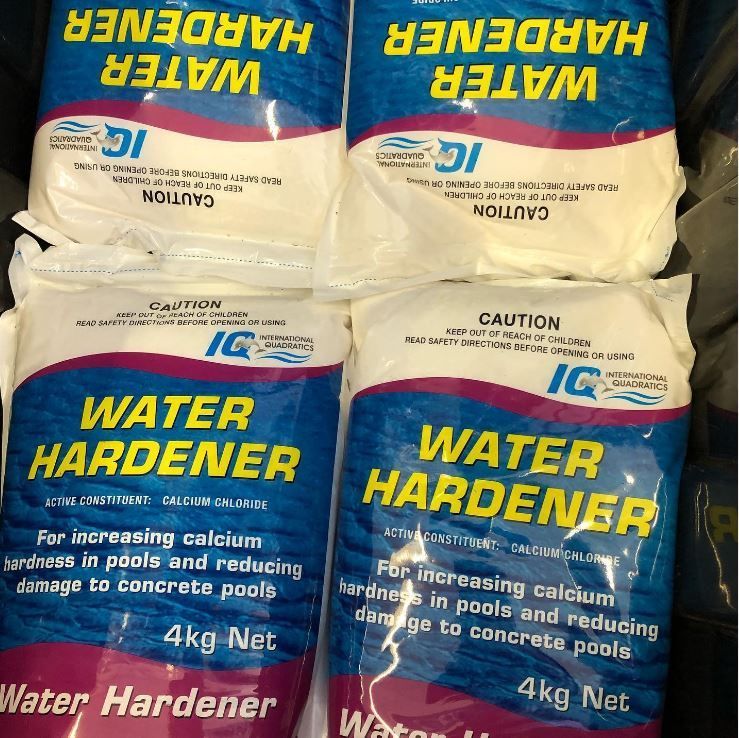 WATER
HARDENER
INTERNATIONAL
QUADRATICS
IQ
CAUTION
KEEP OUT OF REACH OF CHILDREN
READ SAFETY DIRECTIONS BEFORE OPENING OR USING
WATER
HARDENER
INTERNATIONAL
QUADRATICS
IQ
CAUTION
KEEP OUT OF REACH OF CHILDREN
READ SAFETY DIRECTIONS BEFORE OPENING OR USING
CAUTION
KEEP OUT OF REACH OF CHILDREN
READ SAFETY DIRECTIONS BEFORE OPENING OR USING
IQ INTERNATIONAL
QUADRATICS
WATER
HARDENER
ACTIVE CONSTITUENT: CALCIUM CHLORIDE
For increasing calcium
hardness in pools and reducing
damage to concrete pools
4kg Net
Water Hardener
CAUTION
KEEP OUT OF REACH OF CHILDREN
READ SAFETY DIRECTIONS BEFORE OPENING OR USING
IQ INTERNATIONAL
QUADRATICS
WATER
HARDENER
ACTIVE CONSTITUENT: CALCIUM CHLORIDE
For increasing calcium
hardness in pools and reducing
damage to concrete pools
4kg Net
Water